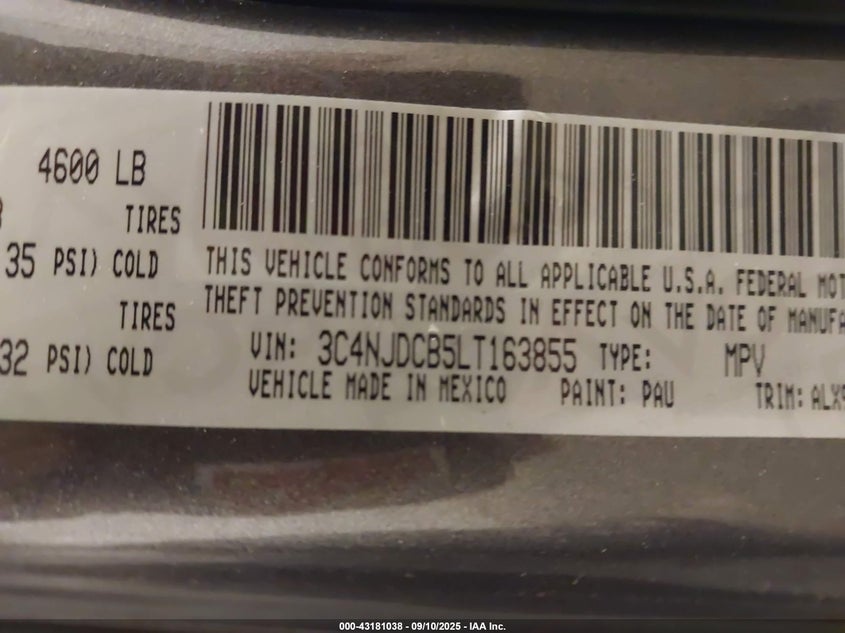 4600 LB
TIRES
35 PSI) COLD
TIRES
32 PSI) COLD
THIS VEHICLE CONFORMS TO ALL APPLICABLE U.S.A. FEDERAL MOT
THEFT PREVENTION STANDARDS IN EFFECT ON THE DATE OF MANUFA
VIN: 3C4NJDCB5LT163855 TYPE: MPV
VEHICLE MADE IN MEXICO PAINT: PAU TRIM: ALX9
000-43181038 - 09/10/2025 - IAA Inc.